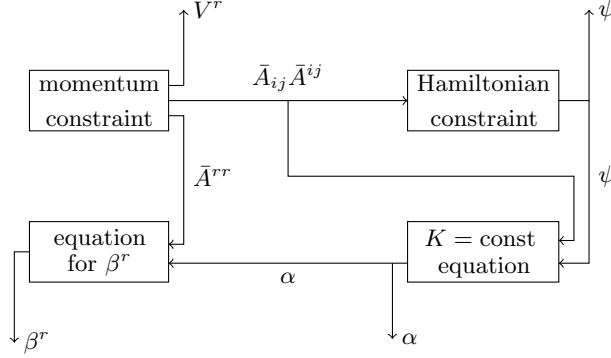 V^r
ψ
momentum
constraint
Ā_{ij}Ā^{ij}
Hamiltonian
constraint
Ā^{rr}
ψ
equation
for β^r
α
K = const
equation
β^r
α